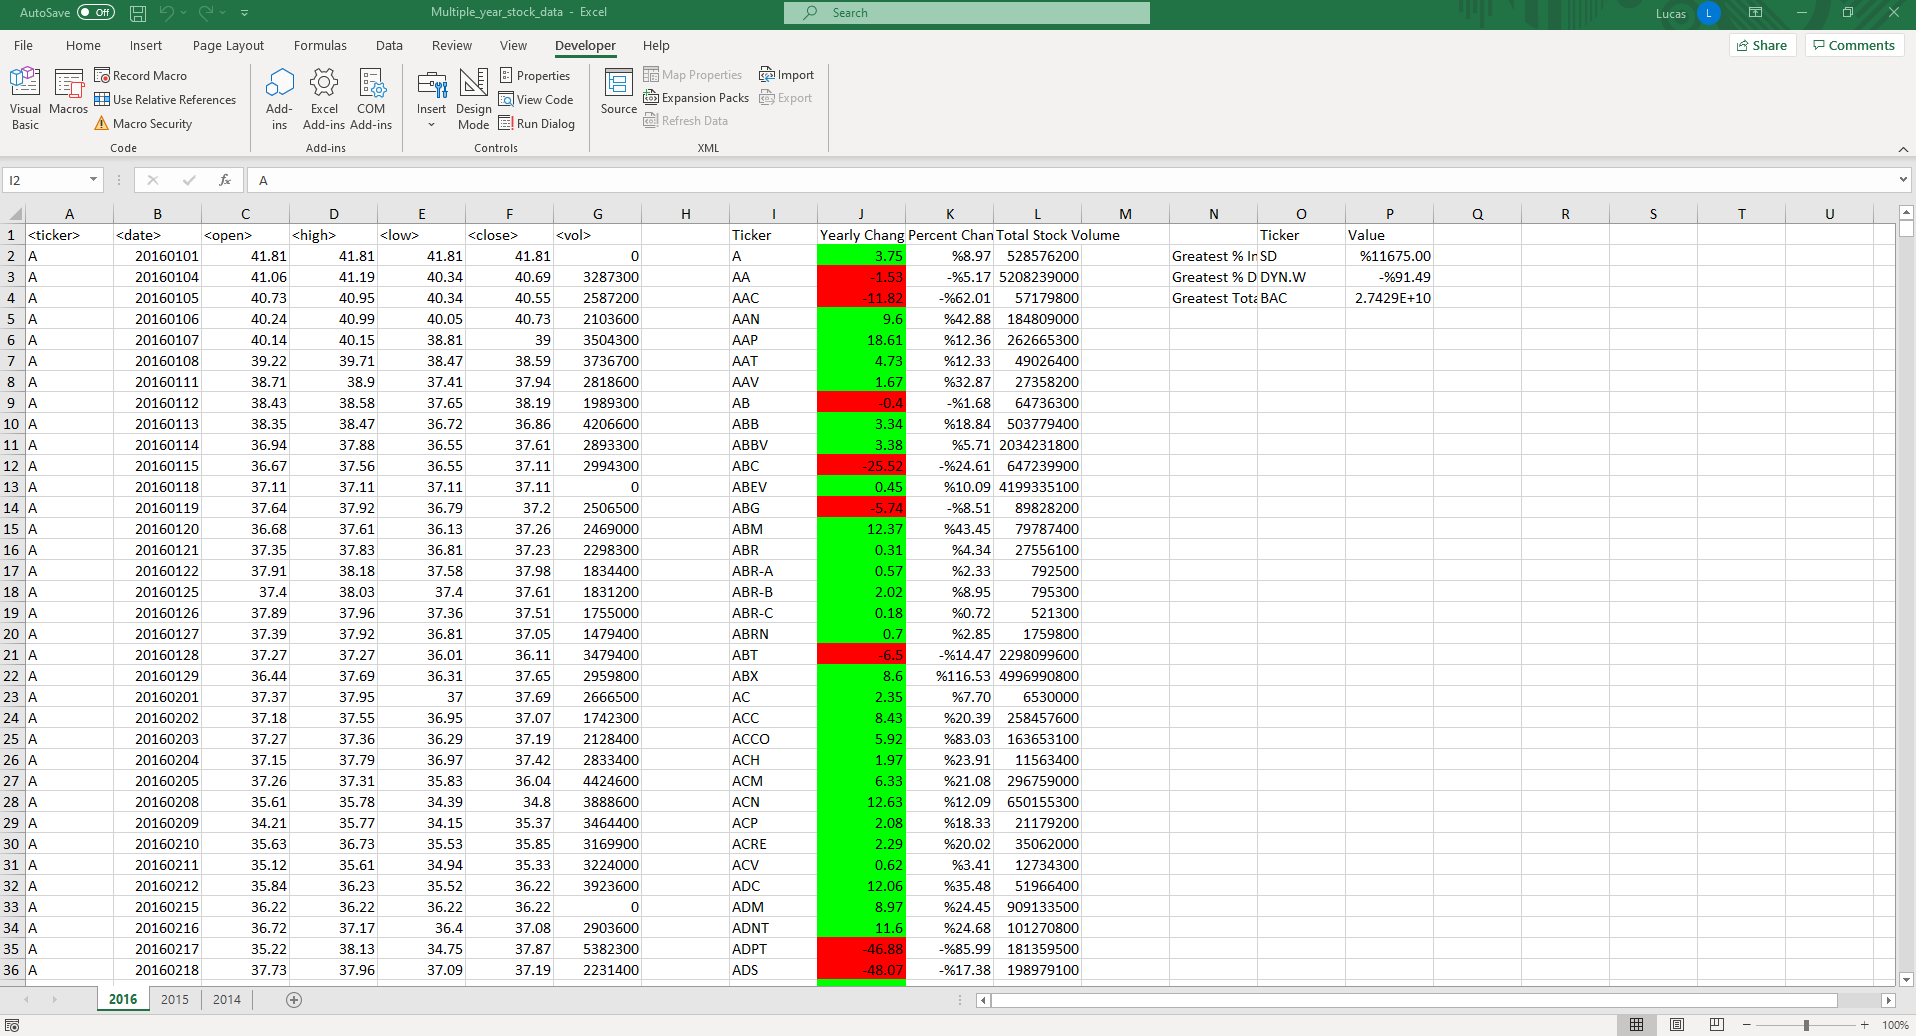 AutoSave Off Multiple_year_stock_data - Excel Search Lucas L
File Home Insert Page Layout Formulas Data Review View Developer Help Share Comments
Visual Basic Macros Record Macro Use Relative References Macro Security Code
Add-ins Excel Add-ins COM Add-ins Add-ins
Insert Design Mode Properties View Code Run Dialog Controls
Source Map Properties Expansion Packs Refresh Data Import Export XML
I2 fx A
A B C D E F G H I J K L M N O P Q R S T U
1 <ticker> <date> <open> <high> <low> <close> <vol> Ticker Yearly Chang Percent Chan Total Stock Volume Ticker Value
2 A 20160101 41.81 41.81 41.81 41.81 0 A 3.75 %8.97 528576200 Greatest % In SD %11675.00
3 A 20160104 41.06 41.19 40.34 40.69 3287300 AA -1.53 -%5.17 5208239000 Greatest % D DYN.W -%91.49
4 A 20160105 40.73 40.95 40.34 40.55 2587200 AAC -11.82 -%62.01 57179800 Greatest Tota BAC 2.7429E+10
5 A 20160106 40.24 40.99 40.05 40.73 2103600 AAN 9.6 %42.88 184809000
6 A 20160107 40.14 40.15 38.81 39 3504300 AAP 18.61 %12.36 262665300
7 A 20160108 39.22 39.71 38.47 38.59 3736700 AAT 4.73 %12.33 49026400
8 A 20160111 38.71 38.9 37.41 37.94 2818600 AAV 1.67 %32.87 27358200
9 A 20160112 38.43 38.58 37.65 38.19 1989300 AB -0.4 -%1.68 64736300
10 A 20160113 38.35 38.47 36.72 36.86 4206600 ABB 3.34 %18.84 503779400
11 A 20160114 36.94 37.88 36.55 37.61 2893300 ABBV 3.38 %5.71 2034231800
12 A 20160115 36.67 37.56 36.55 37.11 2994300 ABC -25.52 -%24.61 647239900
13 A 20160118 37.11 37.11 37.11 37.11 0 ABEV 0.45 %10.09 4199335100
14 A 20160119 37.64 37.92 36.79 37.2 2506500 ABG -5.74 -%8.51 89828200
15 A 20160120 36.68 37.61 36.13 37.26 2469000 ABM 12.37 %43.45 79787400
16 A 20160121 37.35 37.83 36.81 37.23 2298300 ABR 0.31 %4.34 27556100
17 A 20160122 37.91 38.18 37.58 37.98 1834400 ABR-A 0.57 %2.33 792500
18 A 20160125 37.4 38.03 37.4 37.61 1831200 ABR-B 2.02 %8.95 795300
19 A 20160126 37.89 37.96 37.36 37.51 1755000 ABR-C 0.18 %0.72 521300
20 A 20160127 37.39 37.92 36.81 37.05 1479400 ABRN 0.7 %2.85 1759800
21 A 20160128 37.27 37.27 36.01 36.11 3479400 ABT -6.5 -%14.47 2298099600
22 A 20160129 36.44 37.69 36.31 37.65 2959800 ABX 8.6 %116.53 4996990800
23 A 20160201 37.37 37.95 37 37.69 2666500 AC 2.35 %7.70 6530000
24 A 20160202 37.18 37.55 36.95 37.07 1742300 ACC 8.43 %20.39 258457600
25 A 20160203 37.27 37.36 36.29 37.19 2128400 ACCO 5.92 %83.03 163653100
26 A 20160204 37.15 37.79 36.97 37.42 2833400 ACH 1.97 %23.91 11563400
27 A 20160205 37.26 37.31 35.83 36.04 4424600 ACM 6.33 %21.08 296759000
28 A 20160208 35.61 35.78 34.39 34.8 3888600 ACN 12.63 %12.09 650155300
29 A 20160209 34.21 35.77 34.15 35.37 3464400 ACP 2.08 %18.33 21179200
30 A 20160210 35.63 36.73 35.53 35.85 3169900 ACRE 2.29 %20.02 35062000
31 A 20160211 35.12 35.61 34.94 35.33 3224000 ACV 0.62 %3.41 12734300
32 A 20160212 35.84 36.23 35.52 36.22 3923600 ADC 12.06 %35.48 51966400
33 A 20160215 36.22 36.22 36.22 36.22 0 ADM 8.97 %24.45 909133500
34 A 20160216 36.72 37.17 36.4 37.08 2903600 ADNT 11.6 %24.68 101270800
35 A 20160217 35.22 38.13 34.75 37.87 5382300 ADPT -46.88 -%85.99 181359500
36 A 20160218 37.73 37.96 37.09 37.19 2231400 ADS -48.07 -%17.38 198979100
2016 2015 2014
100%